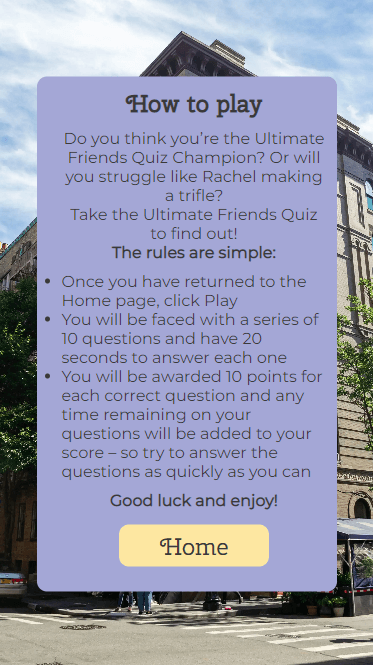 How to play
Do you think you’re the Ultimate
Friends Quiz Champion? Or will
you struggle like Rachel making
a trifle?
Take the Ultimate Friends Quiz
to find out!
The rules are simple:
• Once you have returned to the
Home page, click Play
• You will be faced with a series of
10 questions and have 20
seconds to answer each one
• You will be awarded 10 points for
each correct question and any
time remaining on your
questions will be added to your
score – so try to answer the
questions as quickly as you can
Good luck and enjoy!
Home